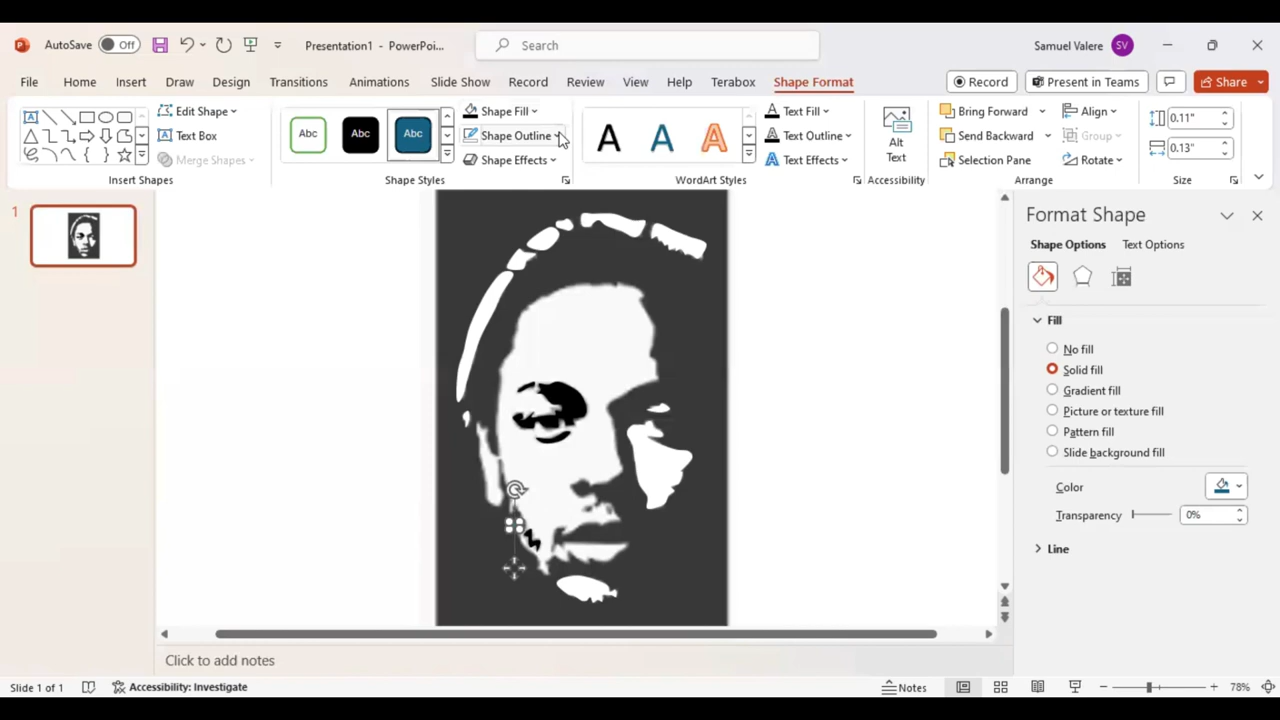 AutoSave Off Presentation1 - PowerPoi... Search Samuel Valere SV
File Home Insert Draw Design Transitions Animations Slide Show Record Review View Help Terabox Shape Format Record Present in Teams Share
Edit Shape Abc Abc Abc Shape Fill A A A Text Fill Bring Forward Align 0.11"
Text Box Shape Outline Text Outline Alt Text Send Backward Group 0.13"
Merge Shapes Shape Effects Text Effects Selection Pane Rotate
Insert Shapes Shape Styles WordArt Styles Accessibility Arrange Size
1
Format Shape
Shape Options Text Options
Fill
No fill
Solid fill
Gradient fill
Picture or texture fill
Pattern fill
Slide background fill
Color
Transparency 0%
Line
Click to add notes
Slide 1 of 1 Accessibility: Investigate Notes 78%